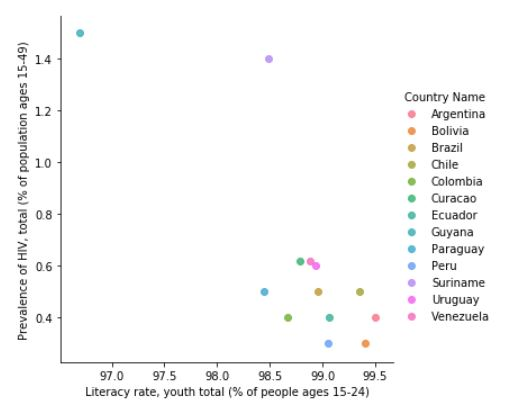 Prevalence of HIV, total (% of population ages 15-49)
1.4
1.2
1.0
0.8
0.6
0.4
97.0 97.5 98.0 98.5 99.0 99.5
Literacy rate, youth total (% of people ages 15-24)
Country Name
Argentina
Bolivia
Brazil
Chile
Colombia
Curacao
Ecuador
Guyana
Paraguay
Peru
Suriname
Uruguay
Venezuela